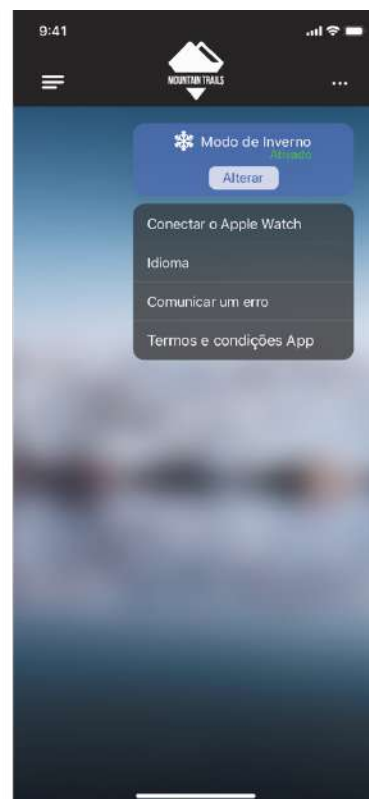 9:41
MOUNTAIN TRAILS
...
Modo de Inverno
Ativado
Alterar
Conectar o Apple Watch
Idioma
Comunicar um erro
Termos e condições App